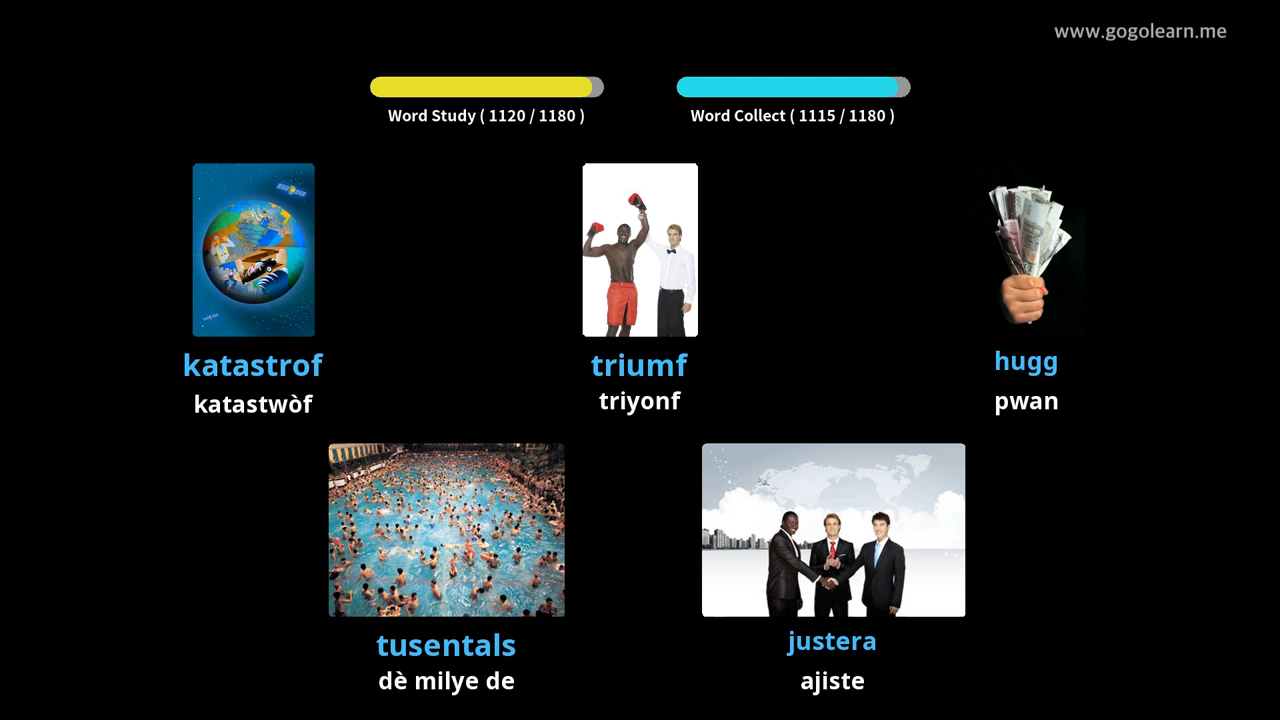 www.gogolearn.me
Word Study ( 1120 / 1180 )
Word Collect ( 1115 / 1180 )
katastrof
katastwòf
triumf
triyonf
hugg
pwan
tusentals
dè milye de
justera
ajiste